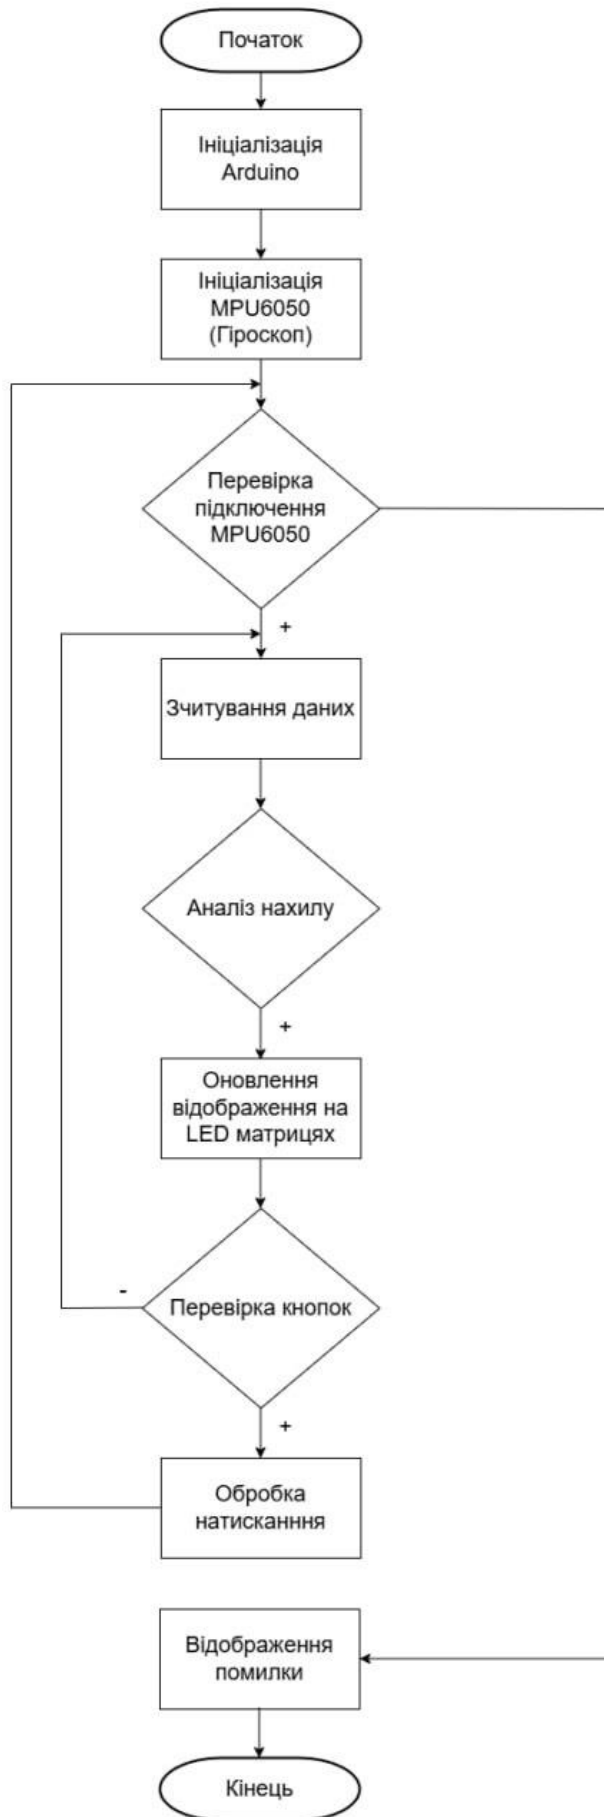 Початок
Ініціалізація
Arduino
Ініціалізація
MPU6050
(Гіроскоп)
Перевірка
підключення
MPU6050
+
Зчитування даних
Аналіз нахилу
+
Оновлення
відображення на
LED матрицях
-
Перевірка кнопок
+
Обробка
натисканння
Відображення
помилки
Кінець